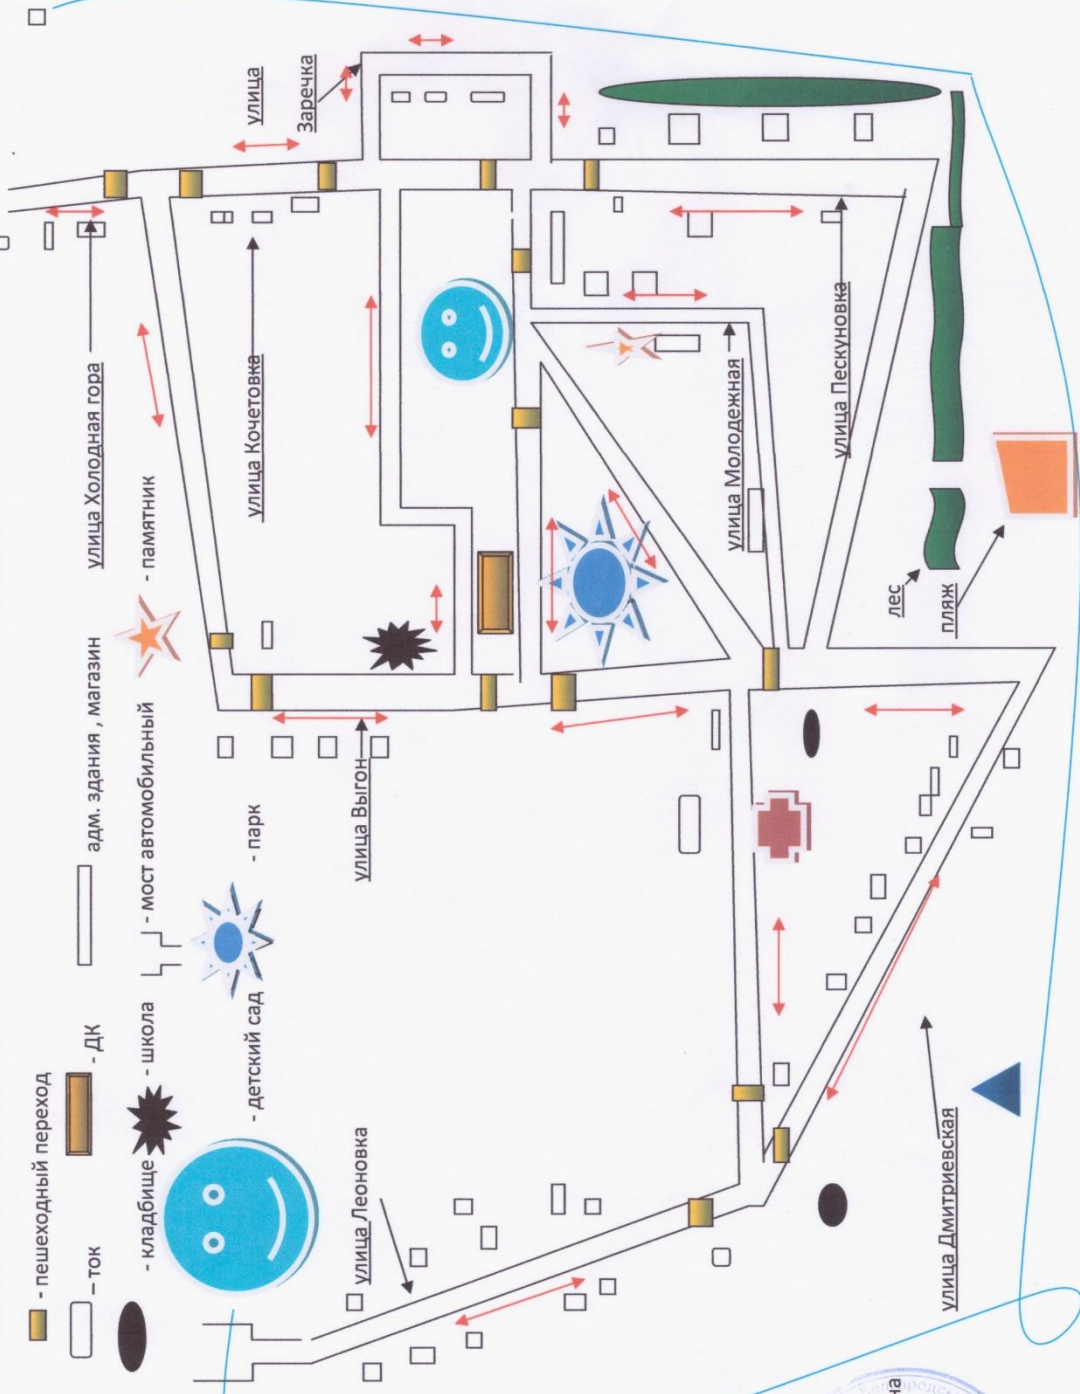 - пешеходный переход
– ток
- ДК
адм. здания , магазин
- кладбище
- школа
- мост автомобильный
- памятник
- детский сад
- парк
улица Холодная гора
улица
Заречка
улица Кочетовка
улица Выгон
улица Леоновка
улица Молодежная
улица Пескуновка
лес
пляж
улица Дмитриевская
на